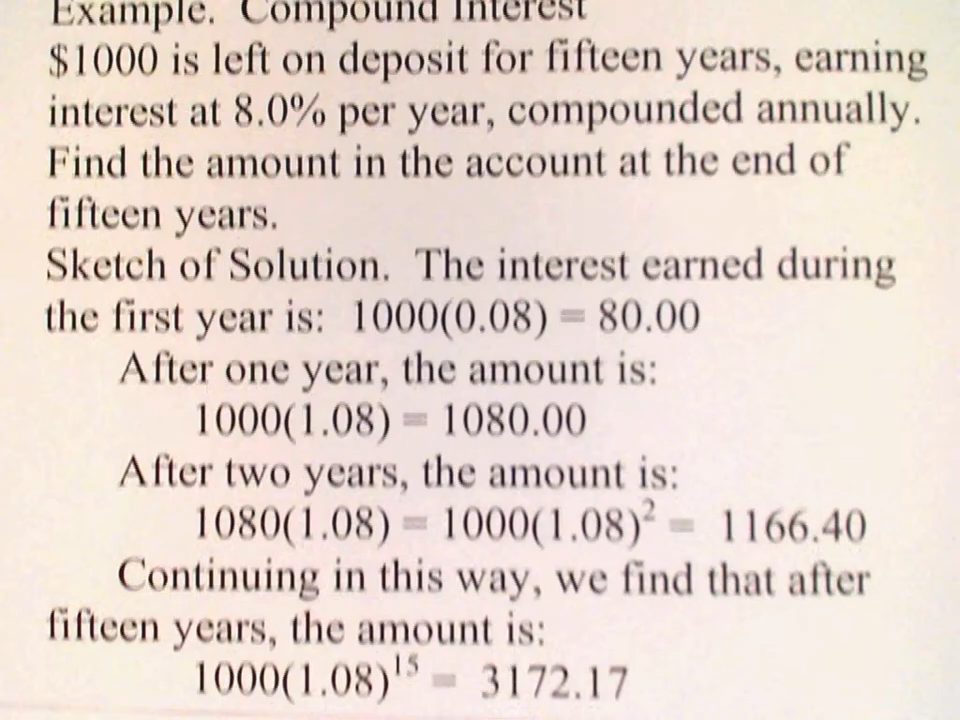 Example. Compound Interest
$1000 is left on deposit for fifteen years, earning
interest at 8.0% per year, compounded annually.
Find the amount in the account at the end of
fifteen years.
Sketch of Solution. The interest earned during
the first year is: 1000(0.08) = 80.00
After one year, the amount is:
1000(1.08) = 1080.00
After two years, the amount is:
1080(1.08) = 1000(1.08)² = 1166.40
Continuing in this way, we find that after
fifteen years, the amount is:
1000(1.08)¹⁵ = 3172.17